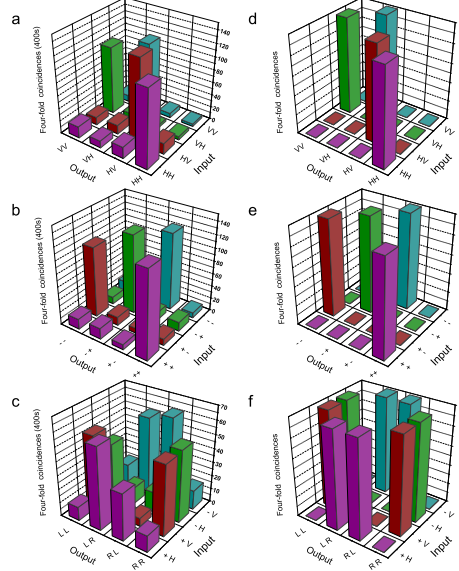 a
Four-fold coincidences (400s)
140
120
100
80
60
40
20
0
VV
VH
HV
HH
Output
VV
VH
HV
HH
Input
d
Four-fold coincidences
VV
VH
HV
HH
Output
VV
VH
HV
HH
Input
b
Four-fold coincidences (400s)
140
120
100
80
60
40
20
0
- -
- +
+ -
++
Output
- -
- +
+ -
+ +
Input
e
Four-fold coincidences
- -
- +
+ -
++
Output
- -
- +
+ -
+ +
Input
c
Four-fold coincidences (400s)
70
60
50
40
30
20
10
0
L L
L R
R L
R R
Output
- V
- H
+ V
+ H
Input
f
Four-fold coincidences
L L
L R
R L
R R
Output
- V
- H
+ V
+ H
Input